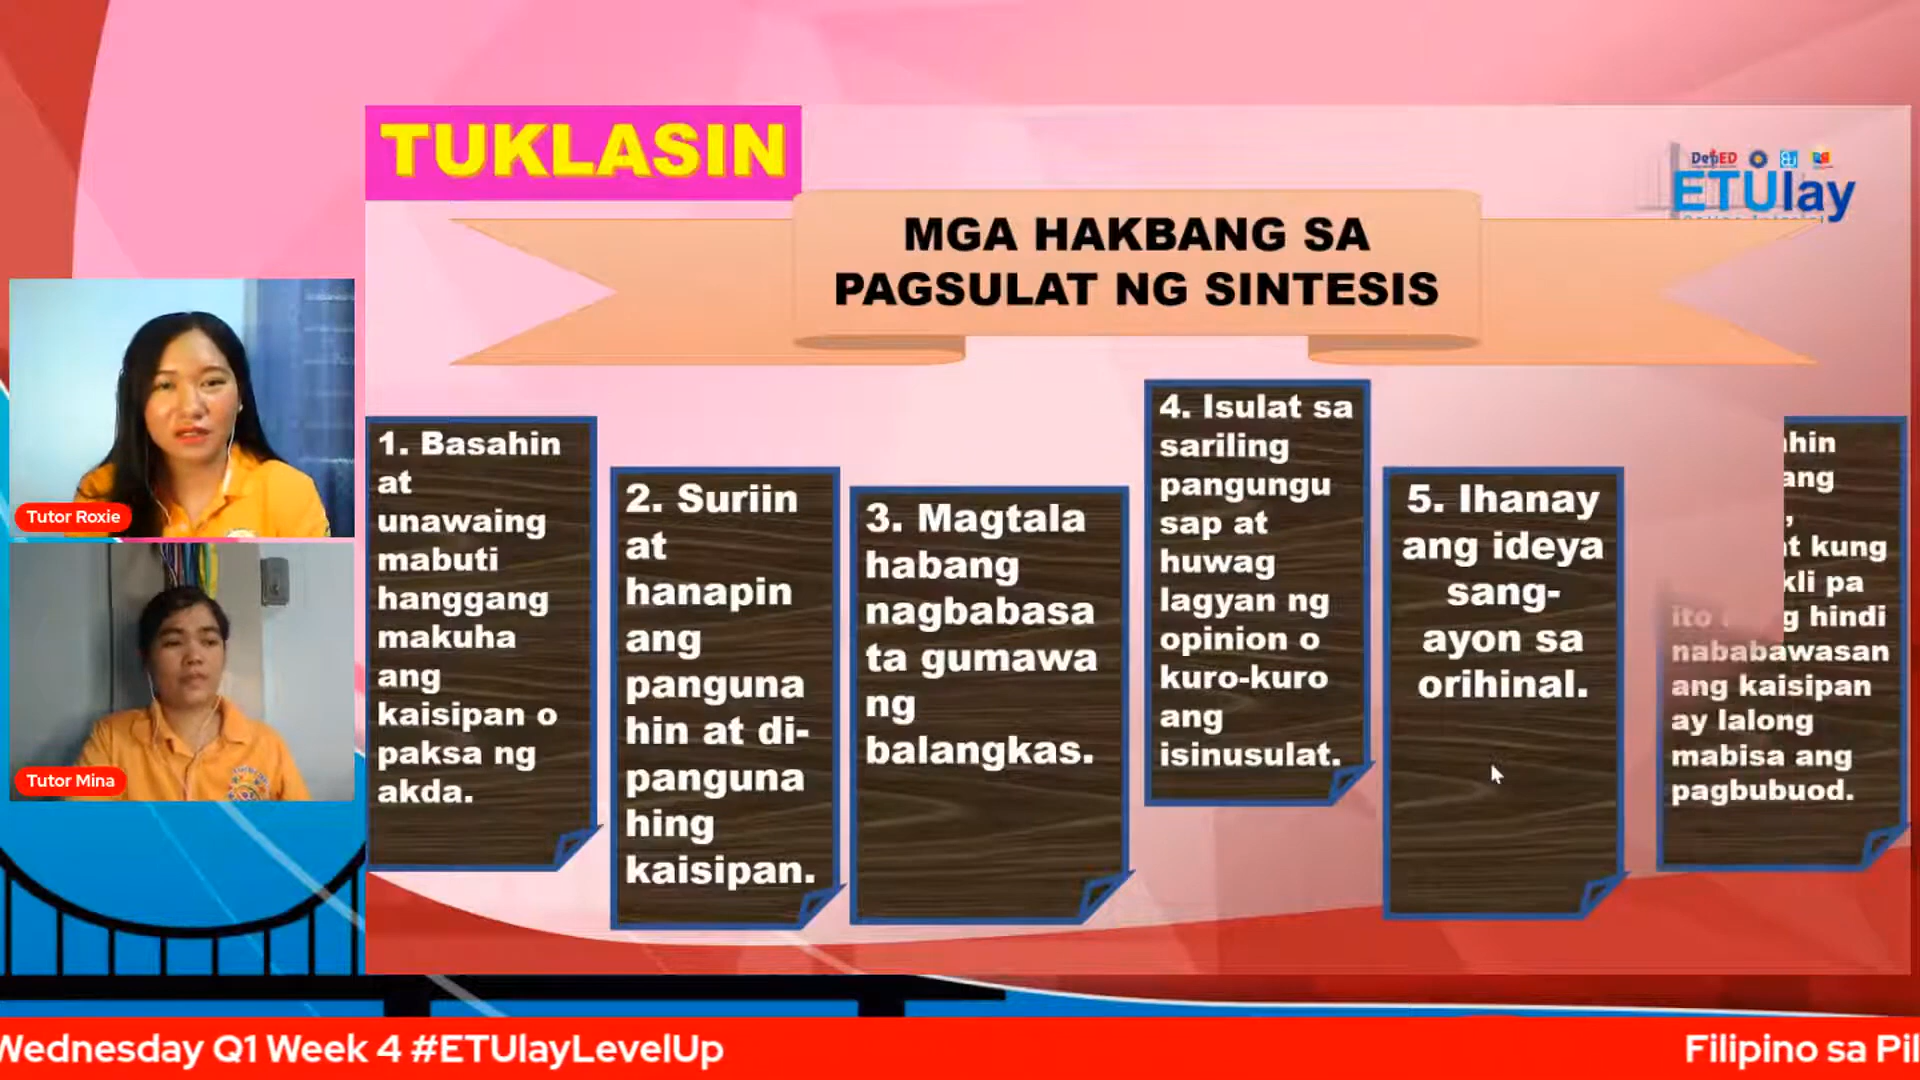 TUKLASIN
DepED
ETUlay
MGA HAKBANG SA
PAGSULAT NG SINTESIS
1. Basahin
at
unawaing
mabuti
hanggang
makuha
ang
kaisipan o
paksa ng
akda.
2. Suriin
at
hanapin
ang
panguna
hin at di-
panguna
hing
kaisipan.
3. Magtala
habang
nagbabasa
ta gumawa
ng
balangkas.
4. Isulat sa
sariling
pangungu
sap at
huwag
lagyan ng
opinion o
kuro-kuro
ang
isinusulat.
5. Ihanay
ang ideya
sang-
ayon sa
orihinal.
kung
pa
ito hindi
nababawasan
ang kaisipan
ay lalong
mabisa ang
pagbubuod.
Tutor Roxie
Tutor Mina
Wednesday Q1 Week 4 #ETUlayLevelUp
Filipino sa